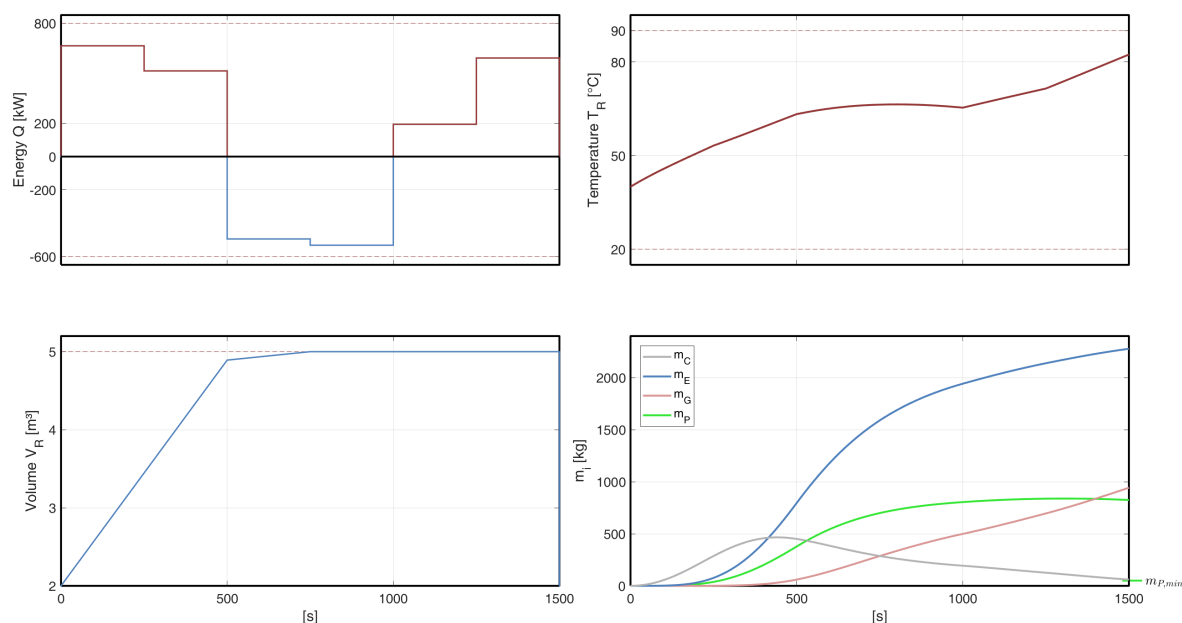 800
200
0
-200
-600
Energy Q [kW]
90
80
50
20
Temperature T_R [°C]
5
4
3
2
Volume V_R [m³]
0
500
1000
1500
[s]
m_C
m_E
m_G
m_P
2000
1500
1000
500
0
m_i [kg]
m_{P,min}
0
500
1000
1500
[s]